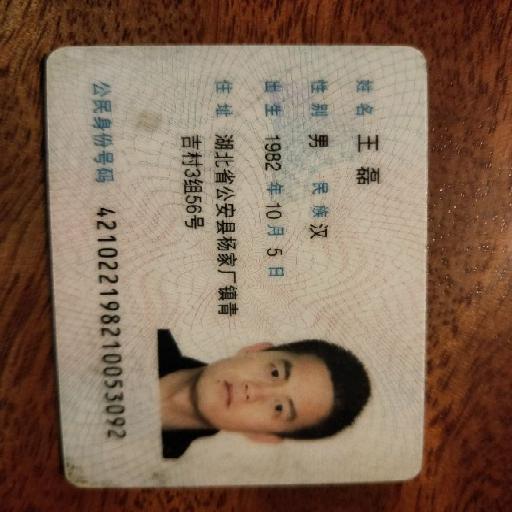 姓名 王磊
性别 男 民族 汉
出生 1982 年 10 月 5 日
住址 湖北省公安县杨家厂镇青
吉村3组56号
公民身份号码 421022198210053092